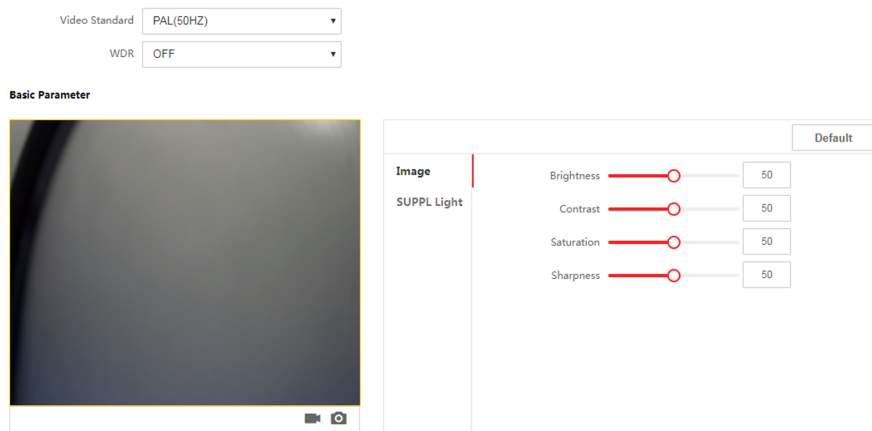 Video Standard PAL(50HZ)
WDR OFF
Basic Parameter
Default
Image
SUPPL Light
Brightness 50
Contrast 50
Saturation 50
Sharpness 50